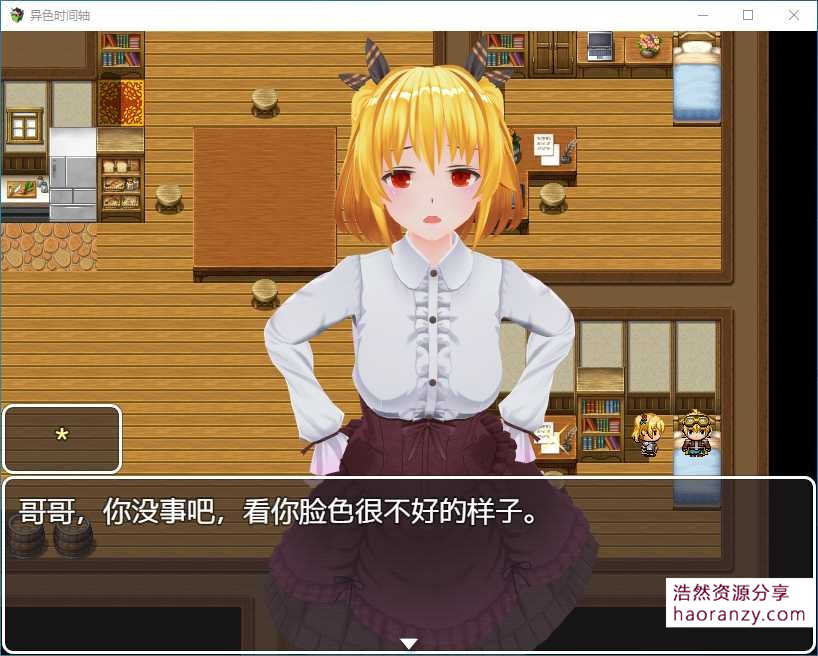 异色时间轴
*
哥哥，你没事吧，看你脸色很不好的样子。
浩然资源分享
haoranzy.com